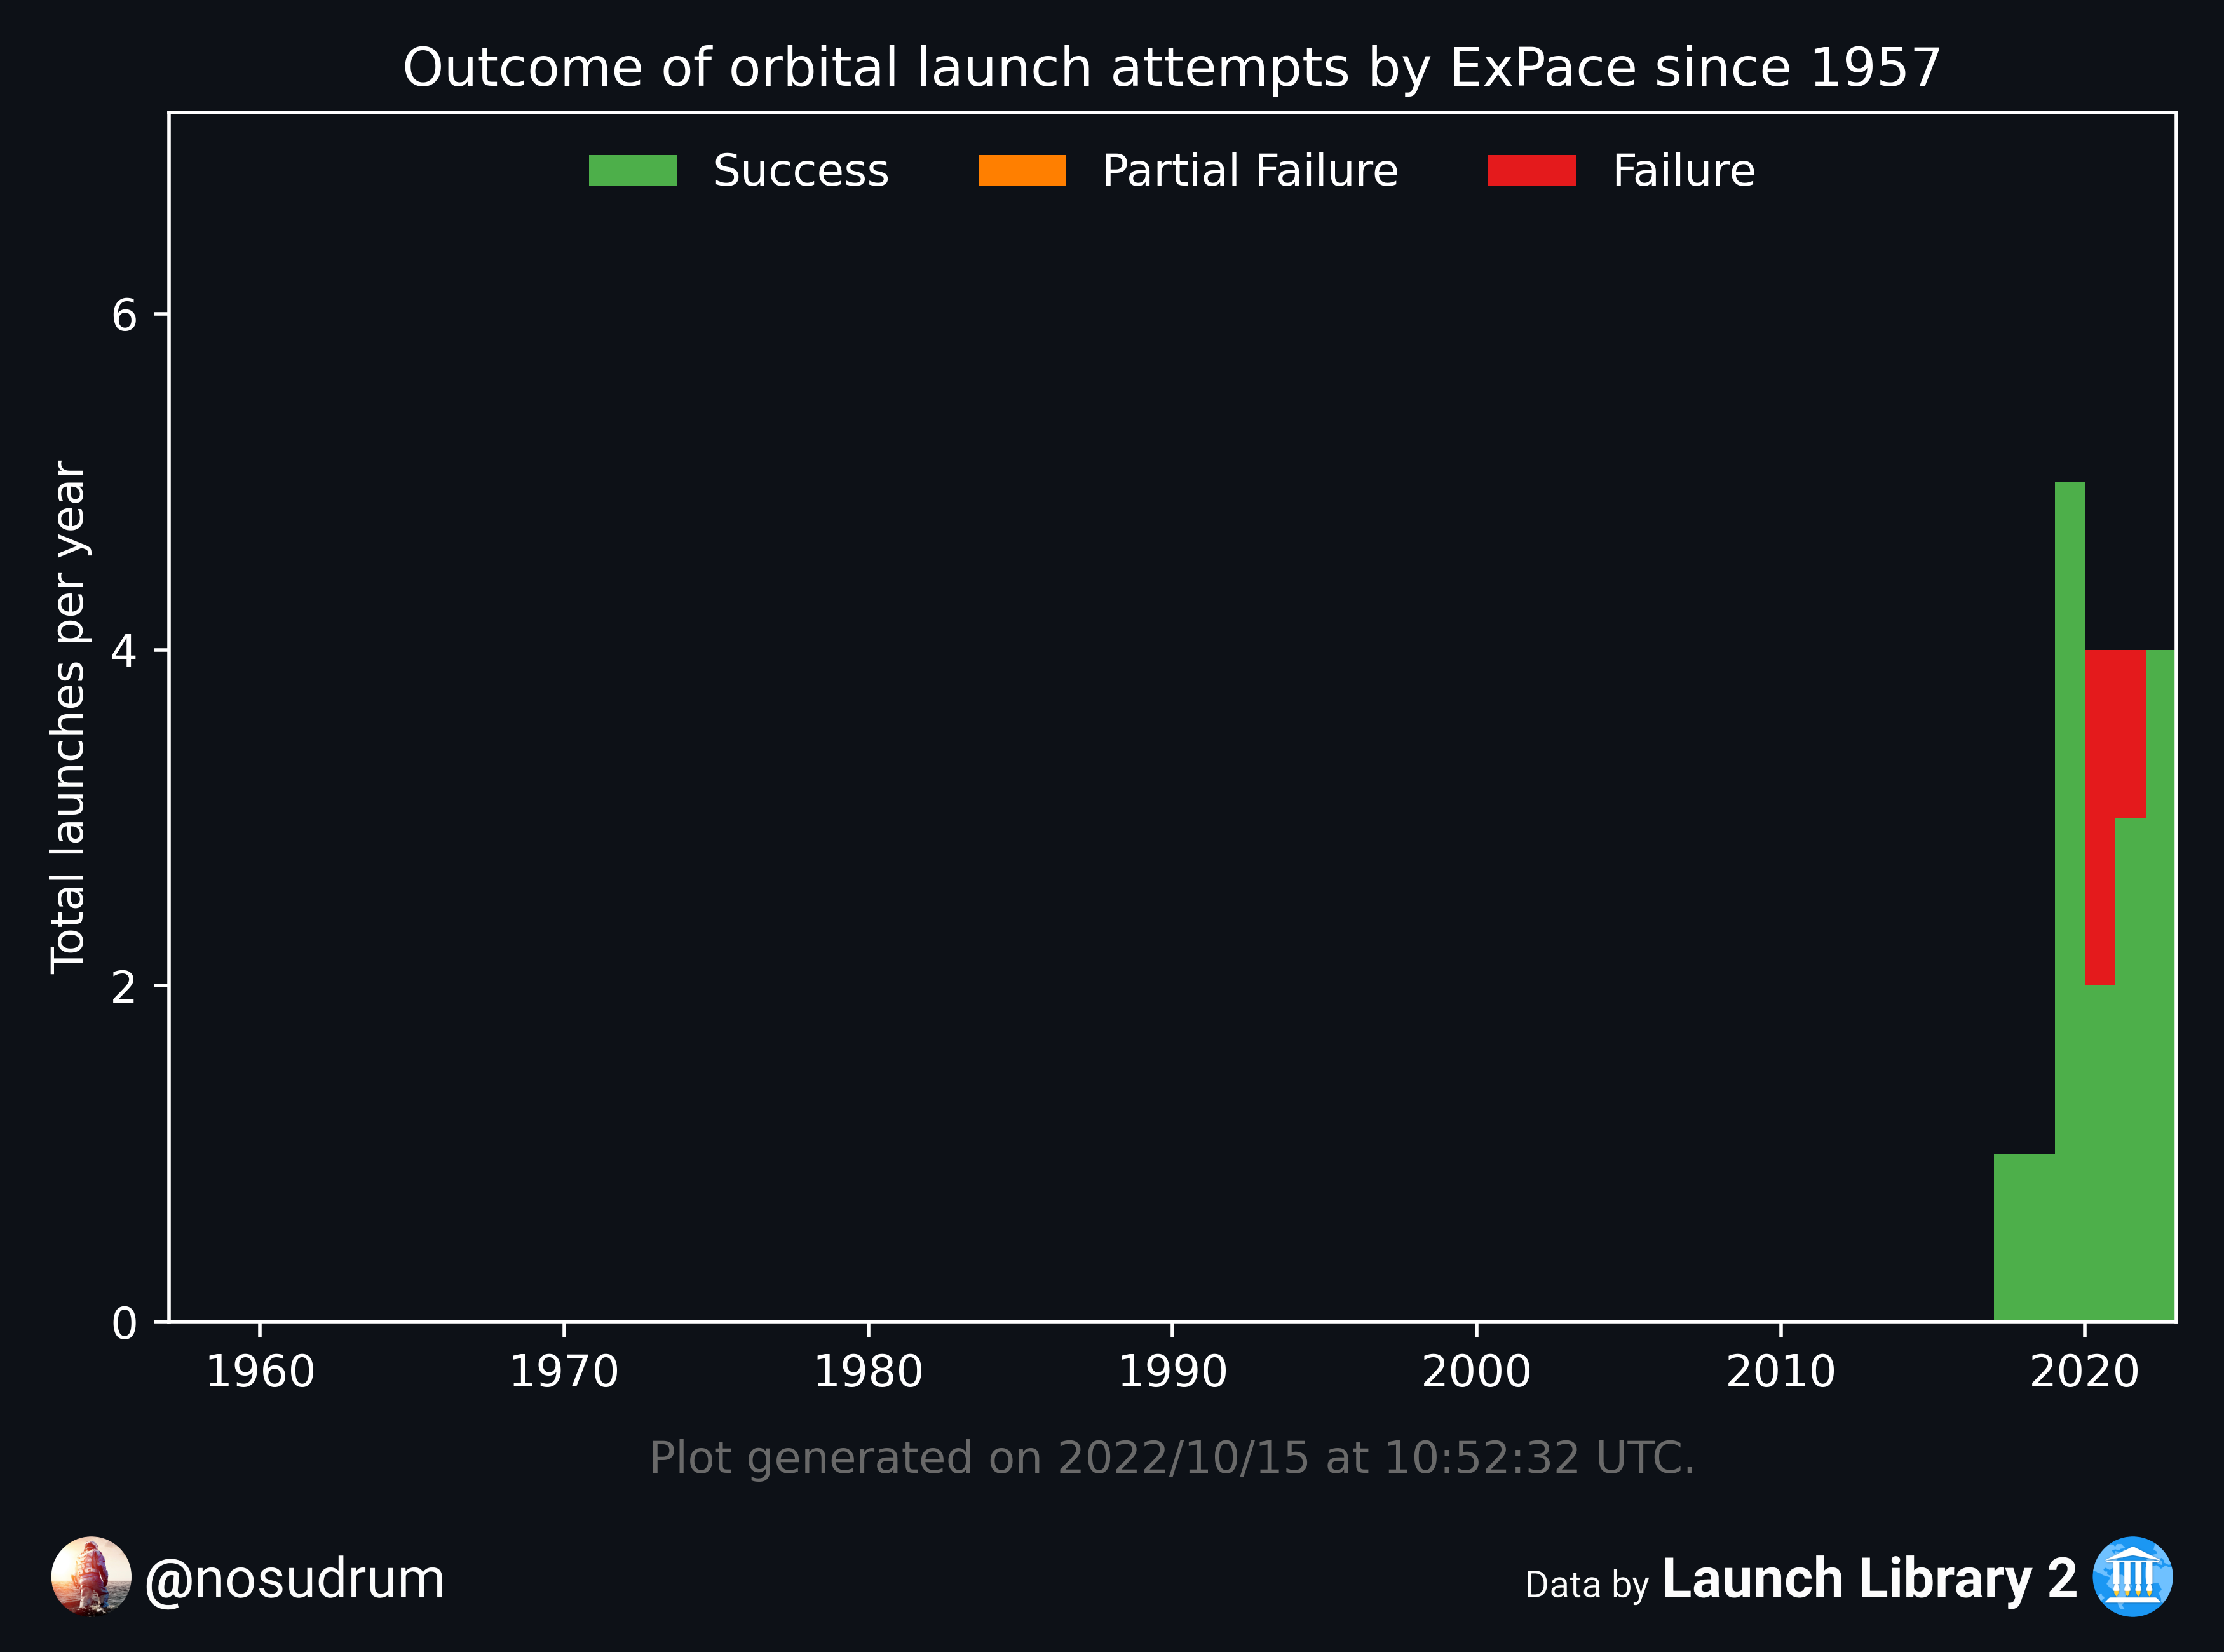 Outcome of orbital launch attempts by ExPace since 1957
Success Partial Failure Failure
Total launches per year
6
4
2
0
1960 1970 1980 1990 2000 2010 2020
Plot generated on 2022/10/15 at 10:52:32 UTC.
@nosudrum
Data by Launch Library 2